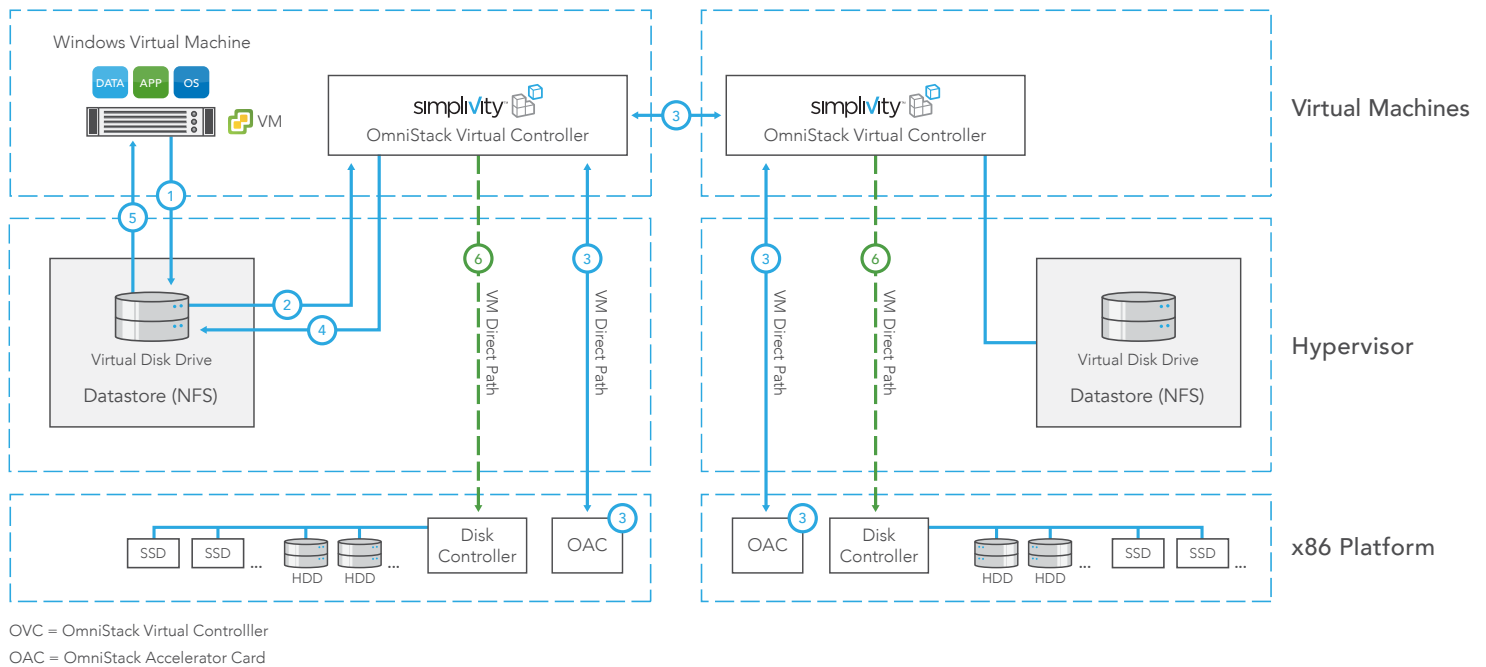 Windows Virtual Machine
DATA
APP
OS
VM
simplivity™
OmniStack Virtual Controller
3
simplivity™
OmniStack Virtual Controller
Virtual Machines
1
5
6
3
3
6
2
4
VM Direct Path
VM Direct Path
VM Direct Path
VM Direct Path
Virtual Disk Drive
Datastore (NFS)
Virtual Disk Drive
Datastore (NFS)
Hypervisor
SSD
SSD
...
HDD
HDD
...
Disk
Controller
OAC
3
OAC
3
Disk
Controller
HDD
HDD
...
SSD
SSD
...
x86 Platform
OVC = OmniStack Virtual Controlller
OAC = OmniStack Accelerator Card